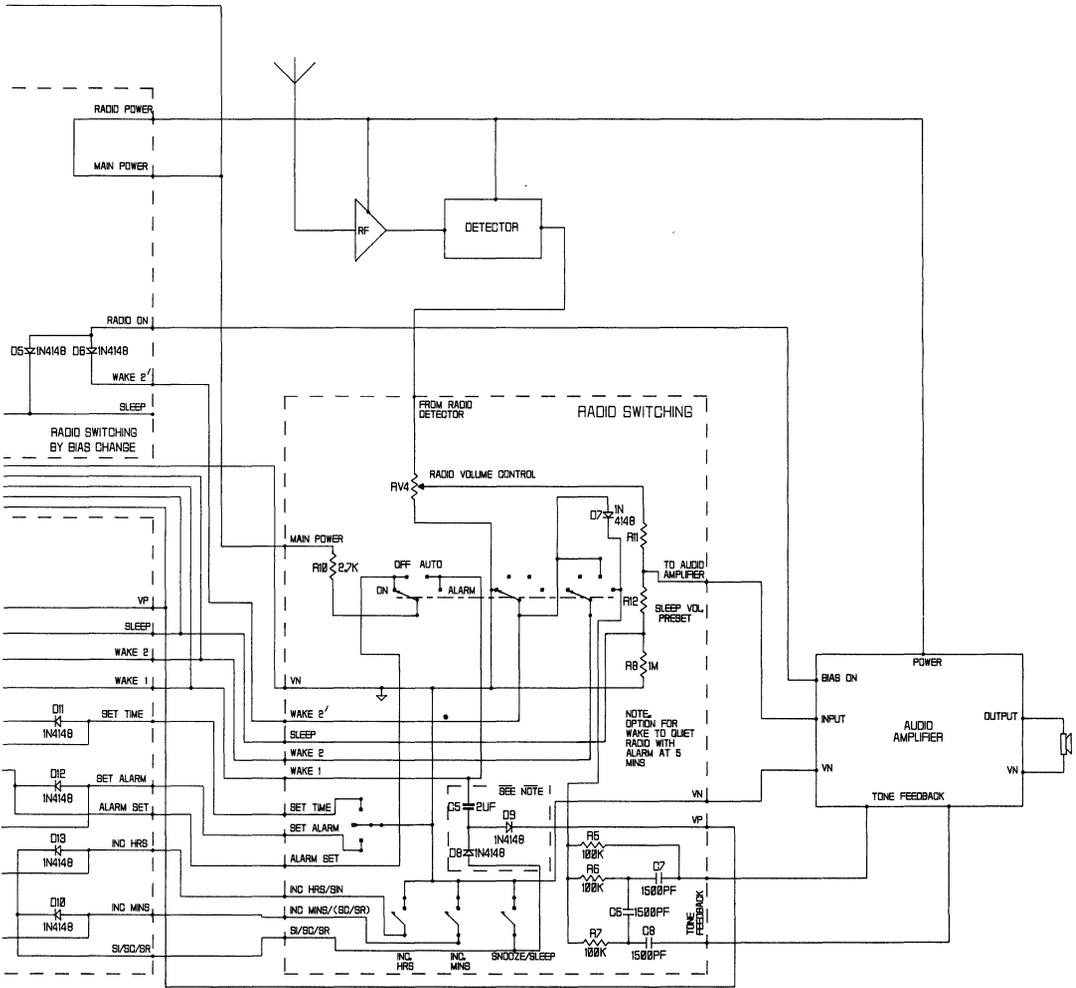 RADIO POWER
MAIN POWER
RF
DETECTOR
RADIO ON
D5 1N4148 D6 1N4148
WAKE 2'
SLEEP
RADIO SWITCHING
BY BIAS CHANGE
FROM RADIO
DETECTOR
RADIO SWITCHING
RV4
RADIO VOLUME CONTROL
D7 1N
4148
R11
MAIN POWER
R10 2.7K
OFF AUTO
ON
ALARM
TO AUDIO
AMPLIFIER
R12
SLEEP VOL.
PRESET
R8 1M
VP
SLEEP
WAKE 2
WAKE 1
VN
D11
1N4148
SET TIME
WAKE 2'
SLEEP
WAKE 2
WAKE 1
NOTE.
OPTION FOR
WAKE TO QUIET
RADIO WITH
ALARM AT 5
MINS
POWER
BIAS ON
INPUT
AUDIO
AMPLIFIER
OUTPUT
VN
VN
TONE FEEDBACK
D12
1N4148
SET ALARM
ALARM SET
D13
1N4148
INC HRS
D10
1N4148
INC MINS
SI/SC/SR
SEE NOTE
C5 2UF
D9
1N4148
D8 1N4148
VN
VP
SET TIME
SET ALARM
ALARM SET
INC HRS/SIN
INC MINS/(SC/SR)
SI/SC/SR
INC.
HRS
INC.
MINS
SNOOZE/SLEEP
R5
100K
R6
100K
C7
1500PF
C6 1500PF
R7
100K
C8
1500PF
TONE
FEEDBACK